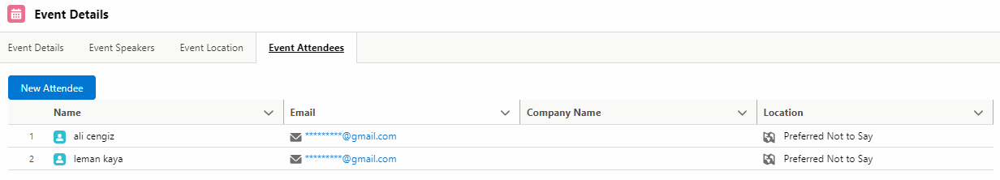 Event Details
Event Details Event Speakers Event Location Event Attendees
New Attendee
Name Email Company Name Location
1 ali cengiz *********@gmail.com Preferred Not to Say
2 leman kaya *********@gmail.com Preferred Not to Say